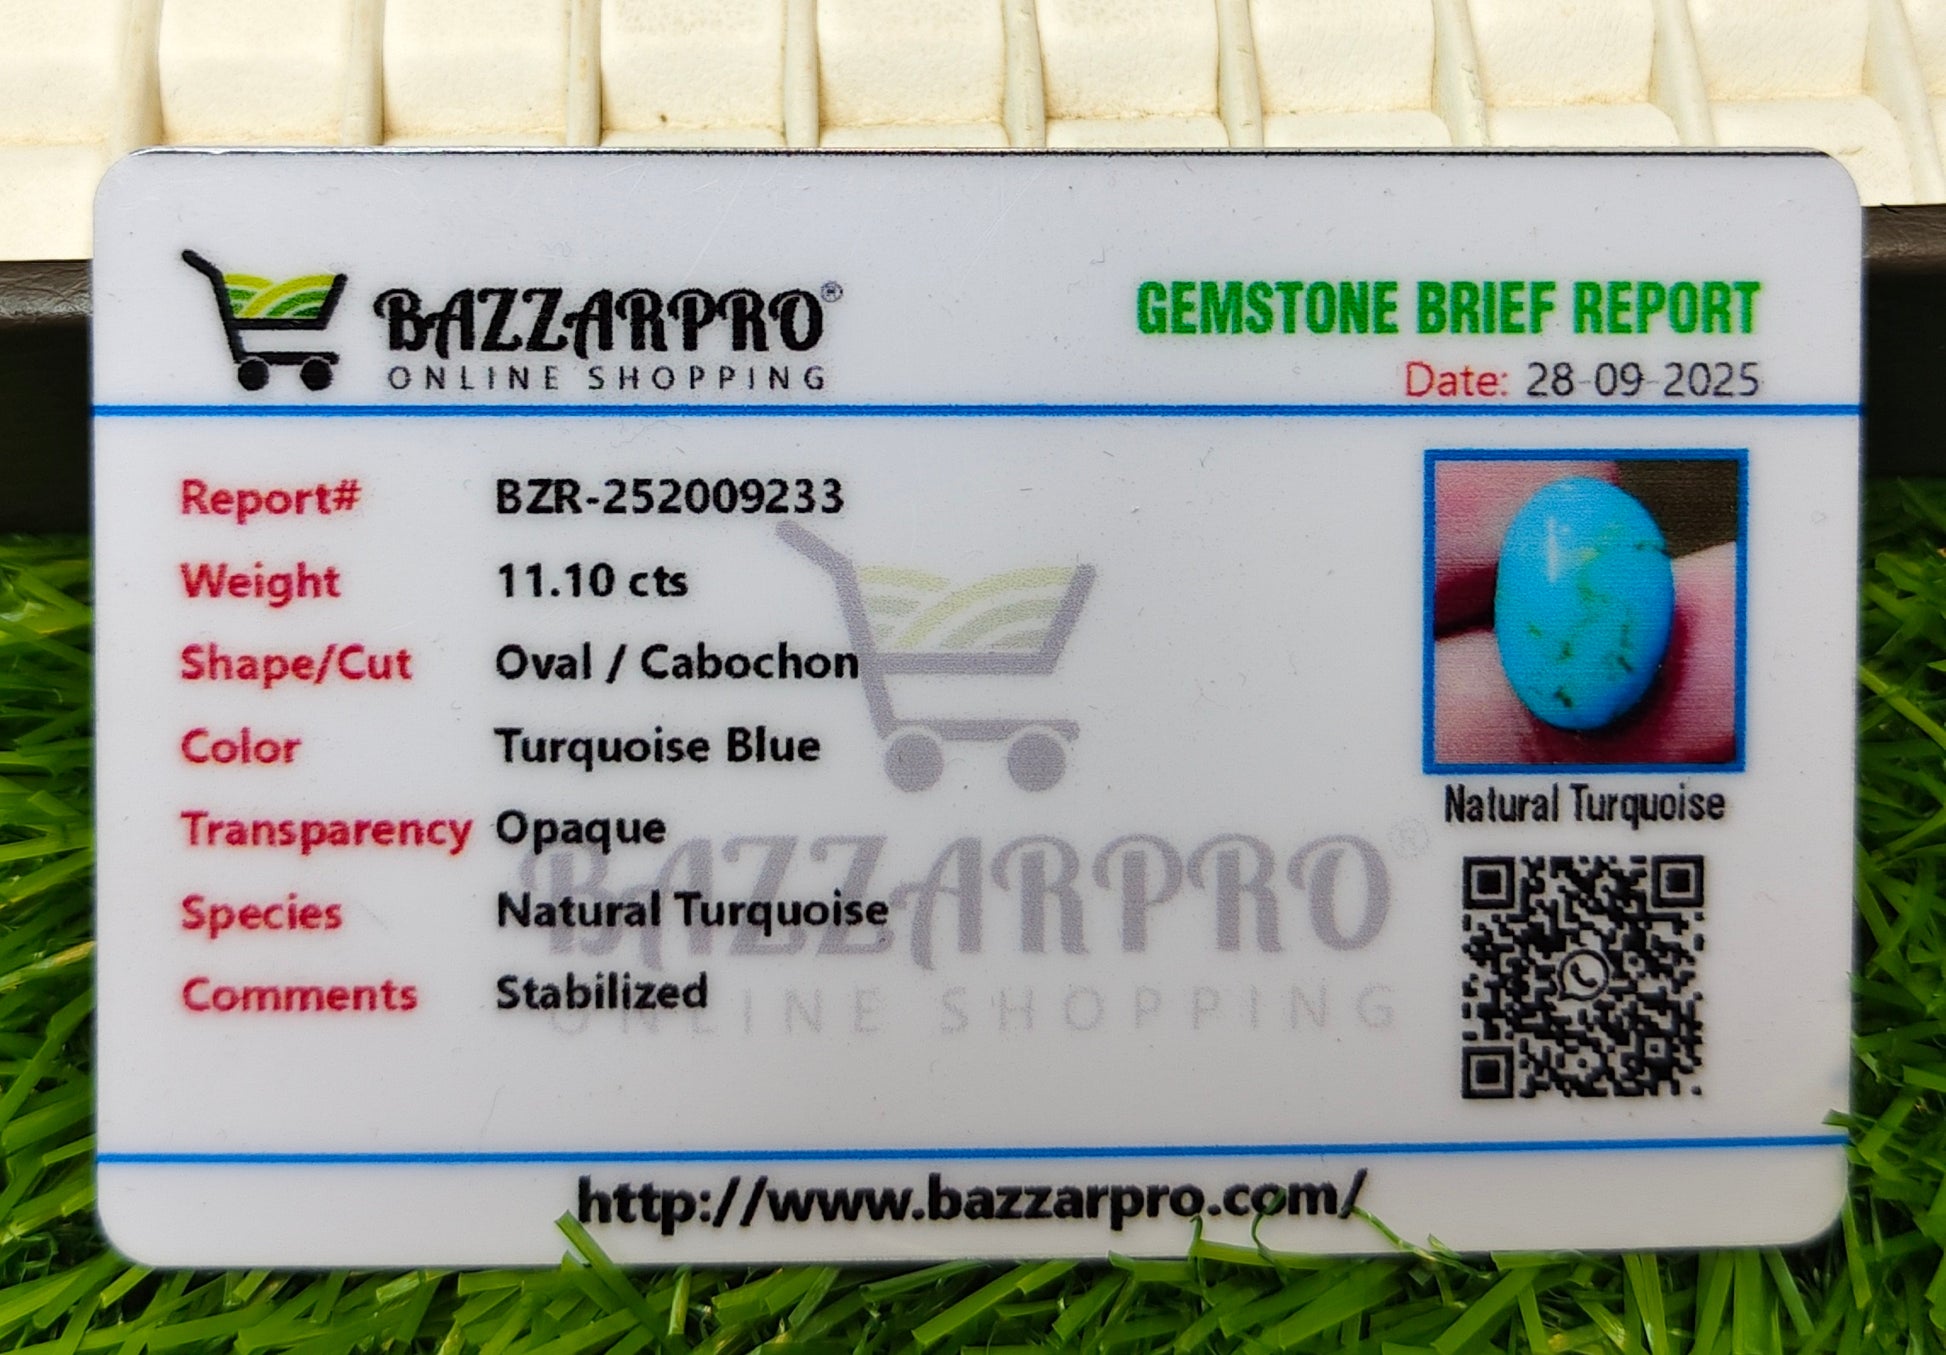 BAZZARPRO®
ONLINE SHOPPING
GEMSTONE BRIEF REPORT
Date: 28-09-2025
Report# BZR-252009233
Weight 11.10 cts
Shape/Cut Oval / Cabochon
Color Turquoise Blue
Transparency Opaque
Species Natural Turquoise
Comments Stabilized
Natural Turquoise
BAZZARPRO®
ONLINE SHOPPING
http://www.bazzarpro.com/